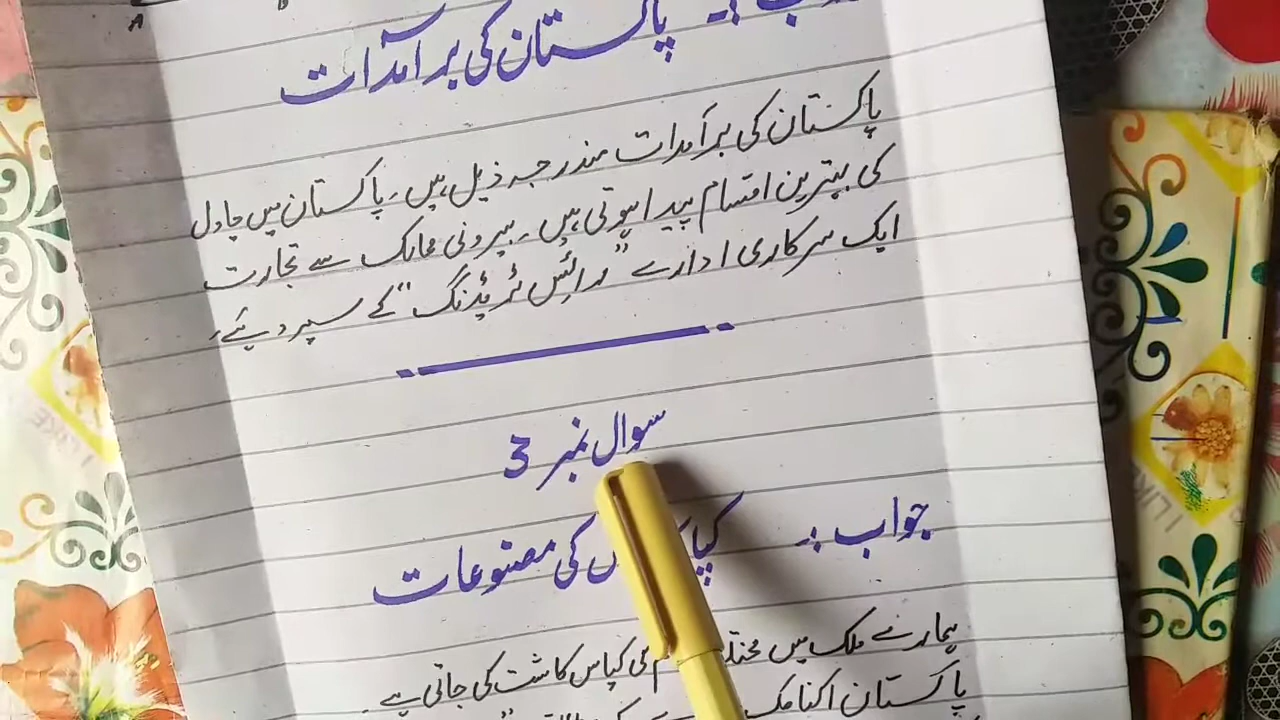 پاکستان کی برآمدات
پاکستان کی برآمدات مندرجہ ذیل ہیں۔ پاکستان میں چاول
کی بہترین اقسام پیدا ہوتی ہیں۔ بیرونی ممالک سے تجارت
ایک سرکاری ادارے "رائس ٹریڈنگ" کے سپرد ہے۔
سوال نمبر 3
جواب:۔ کی مصنوعات
ہمارے ملک میں کی کپاس کاشت کی جاتی ہے۔
پاکستان